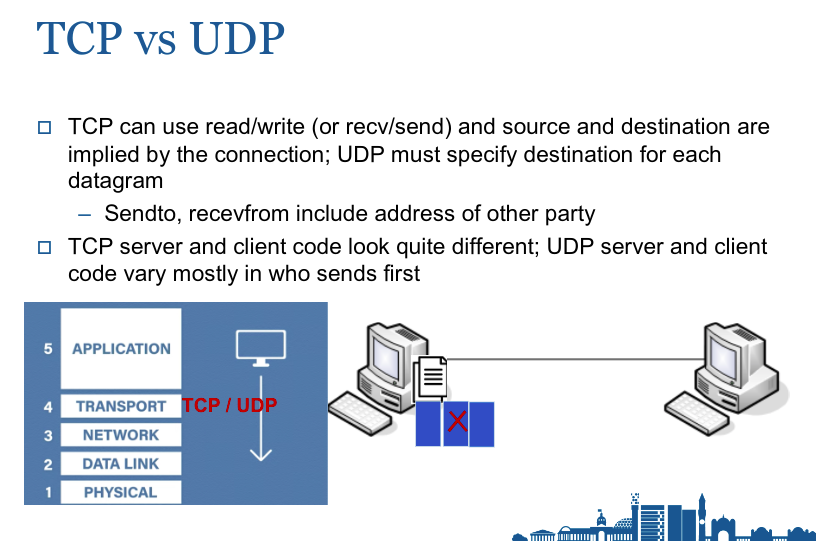 TCP vs UDP
TCP can use read/write (or recv/send) and source and destination are
implied by the connection; UDP must specify destination for each
datagram
– Sendto, recevfrom include address of other party
TCP server and client code look quite different; UDP server and client
code vary mostly in who sends first
5 APPLICATION
4 TRANSPORT TCP / UDP
3 NETWORK
2 DATA LINK
1 PHYSICAL
X